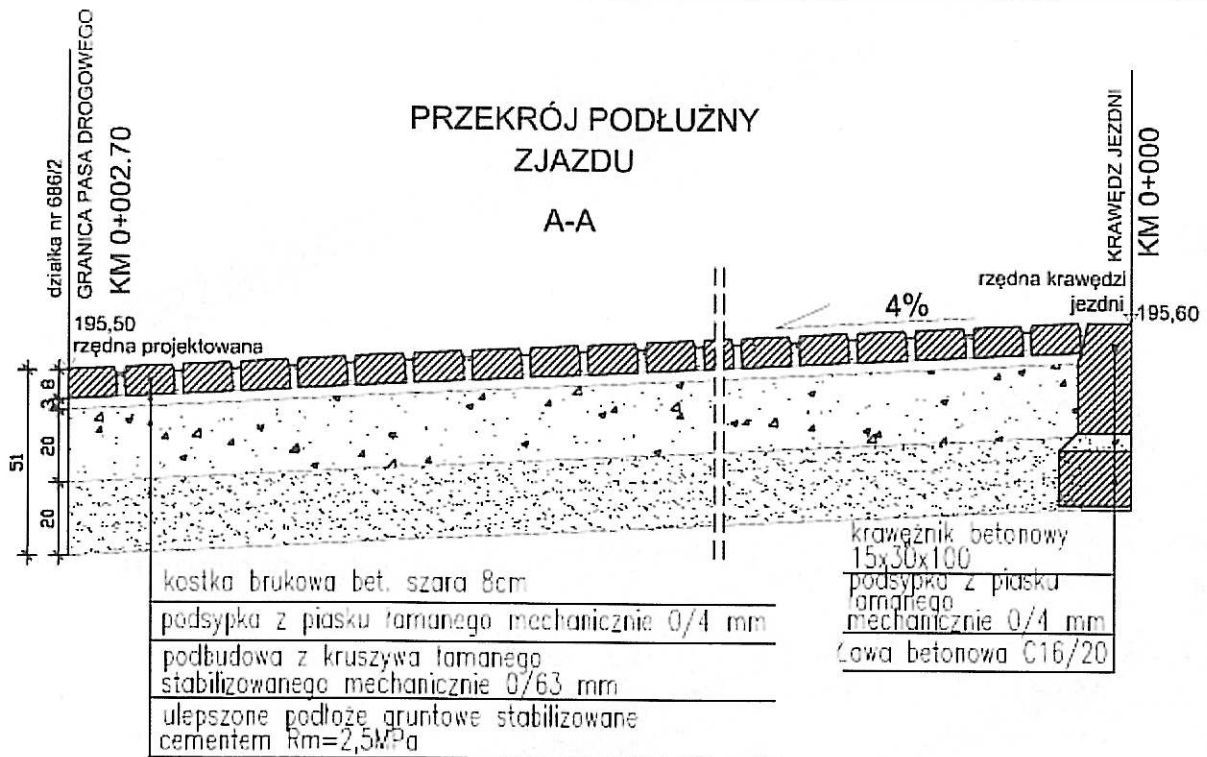 działka nr 686/2
GRANICA PASA DROGOWEGO
KM 0+002.70
PRZEKRÓJ PODŁUŻNY
ZJAZDU
A-A
KRAWĘDZ JEZDNI
KM 0+000
rzędna krawędzi
jezdni
195,60
4%
195,50
rzędna projektowana
8
3
20
20
51
kostka brukowa bet. szara 8cm
podsypka z piasku łamanego mechanicznie 0/4 mm
podbudowa z kruszywa łamanego
stabilizowanego mechanicznie 0/63 mm
ulepszone podłoże gruntowe stabilizowane
cementem Rm=2,5MPa
krawężnik betonowy
15x30x100
podsypka z piasku
łamanego
mechanicznie 0/4 mm
Ława betonowa C16/20